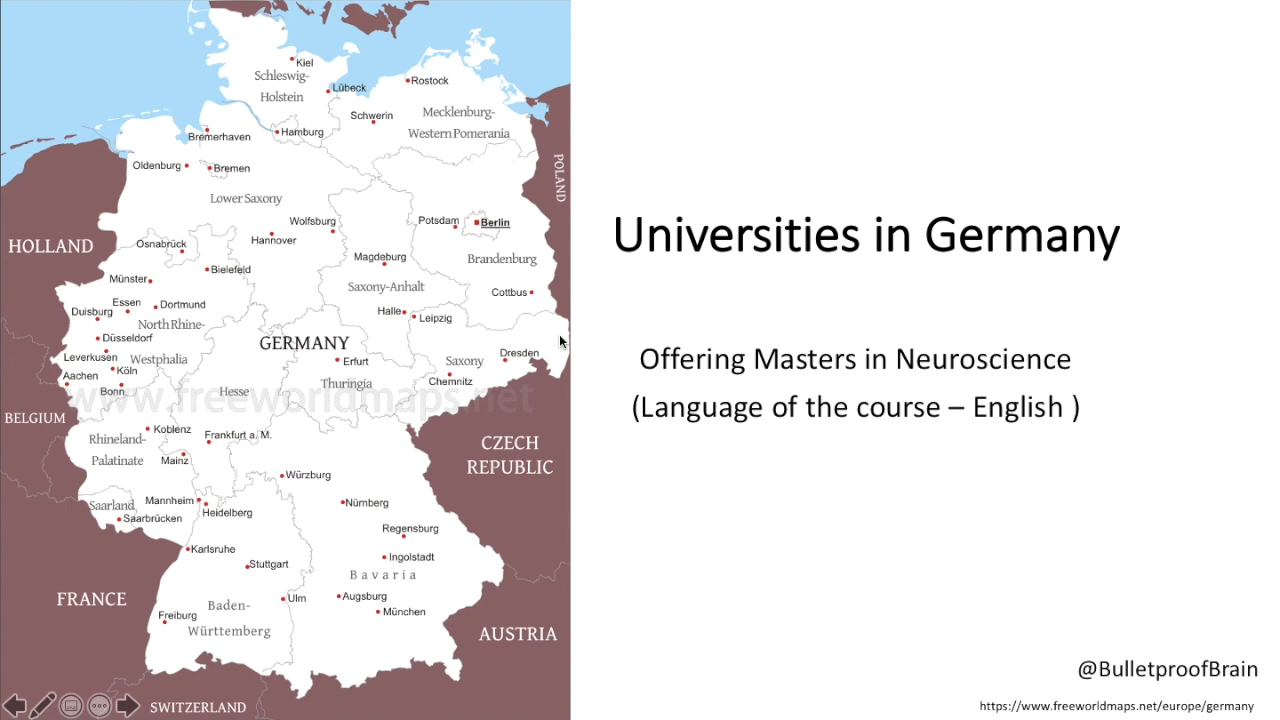 Kiel
Schleswig-
Holstein
Lübeck
Rostock
Schwerin
Mecklenburg-
Western Pomerania
Bremerhaven
Hamburg
Oldenburg
Bremen
POLAND
Lower Saxony
Wolfsburg
Potsdam
Berlin
Hannover
HOLLAND
Osnabrück
Magdeburg
Brandenburg
Bielefeld
Münster
Saxony-Anhalt
Cottbus
Essen
Dortmund
Duisburg
Halle
Leipzig
North Rhine-
Westphalia
Düsseldorf
GERMANY
Leverkusen
Erfurt
Saxony
Dresden
Köln
Aachen
Thuringia
Chemnitz
Bonn
Hesse
www.freeworldmaps.net
BELGIUM
Koblenz
Frankfurt a. M.
Rhineland-
Palatinate
Mainz
CZECH
REPUBLIC
Würzburg
Mannheim
Heidelberg
Nürnberg
Saarland
Saarbrücken
Regensburg
Karlsruhe
Ingolstadt
Stuttgart
Bavaria
FRANCE
Ulm
Augsburg
Baden-
Württemberg
München
Freiburg
AUSTRIA
SWITZERLAND
Universities in Germany
Offering Masters in Neuroscience
(Language of the course – English )
@BulletproofBrain
https://www.freeworldmaps.net/europe/germany